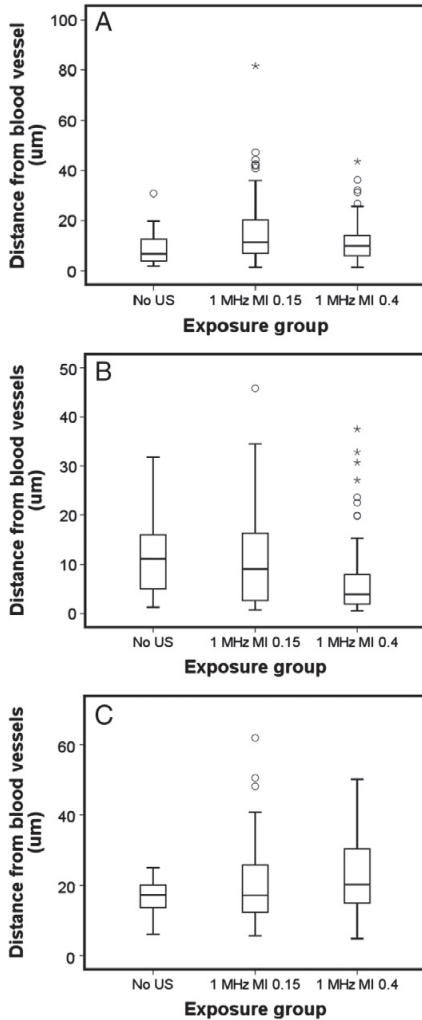 A
100
80
60
40
20
0
Distance from blood vessel
(um)
No US
1 MHz MI 0.15
1 MHz MI 0.4
Exposure group
B
50
40
30
20
10
0
Distance from blood vessels
(um)
No US
1 MHz MI 0.15
1 MHz MI 0.4
Exposure group
C
60
40
20
0
Distance from blood vessels
(um)
No US
1 MHz MI 0.15
1 MHz MI 0.4
Exposure group